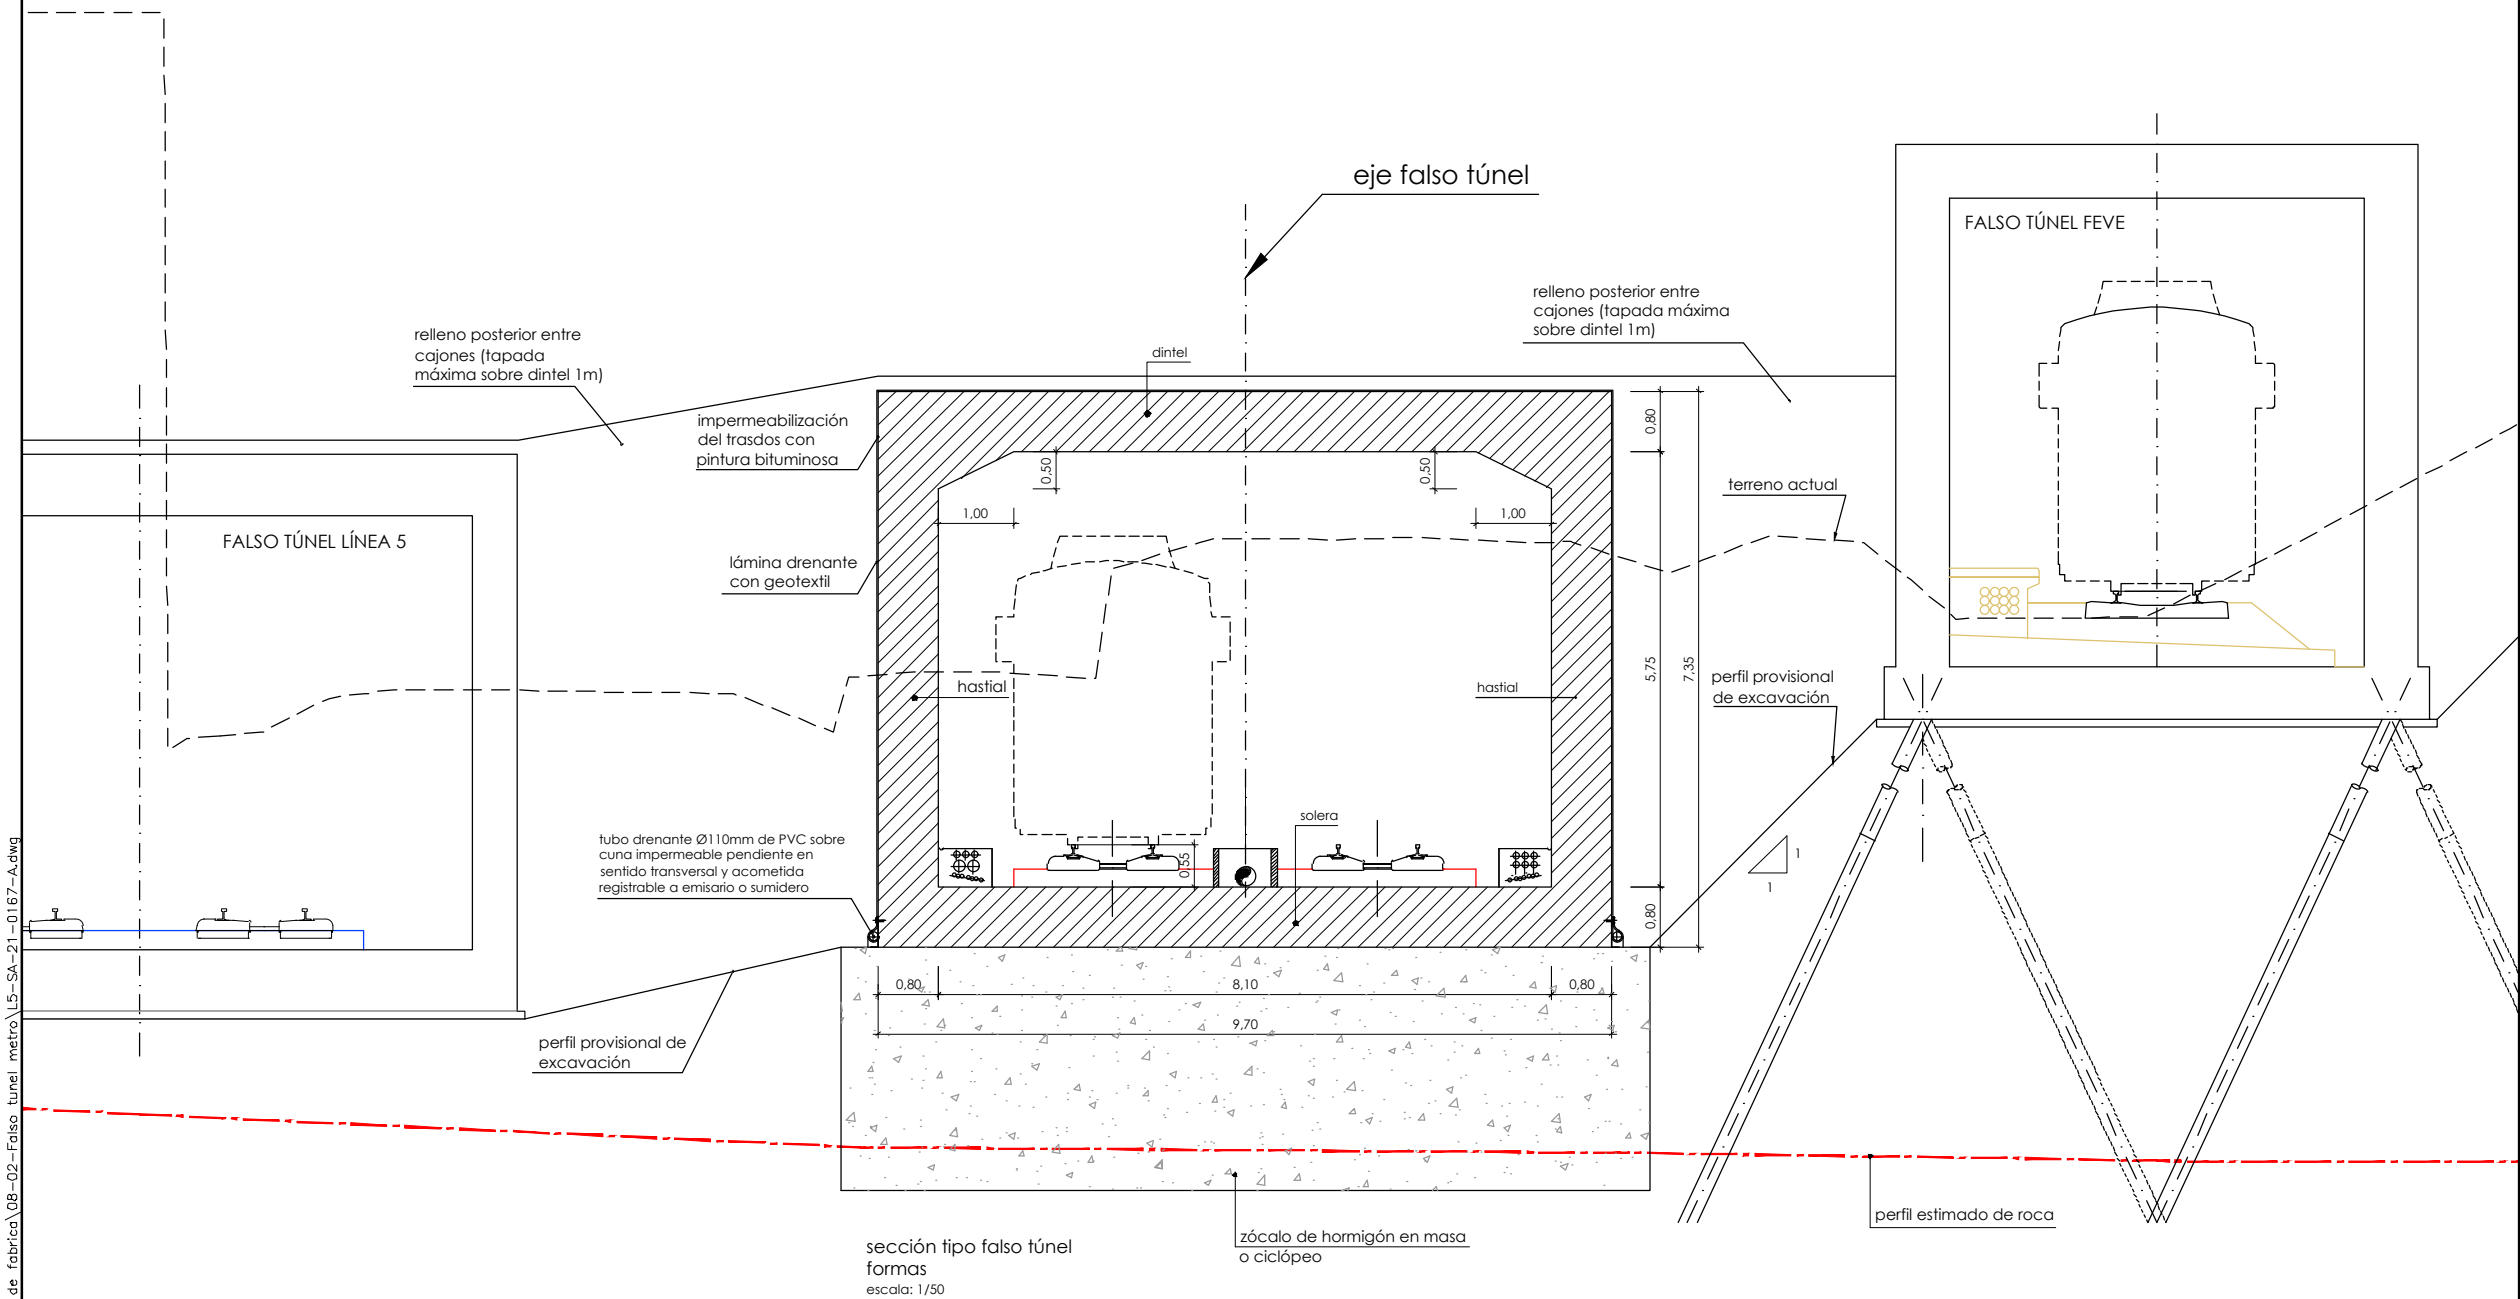 eje falso túnel
FALSO TÚNEL FEVE
relleno posterior entre
cajones (tapada máxima
sobre dintel 1m)
relleno posterior entre
cajones (tapada
máxima sobre dintel 1m)
dintel
impermeabilización
del trasdos con
pintura bituminosa
0,80
0,50
0,50
terreno actual
1,00
1,00
FALSO TÚNEL LÍNEA 5
lámina drenante
con geotextil
5,75
7,35
hastial
hastial
perfil provisional
de excavación
solera
tubo drenante Ø110mm de PVC sobre
cuna impermeable pendiente en
sentido transversal y acometida
registrable a emisario o sumidero
0,55
1
1
0,80
0,80
8,10
0,80
9,70
perfil provisional de
excavación
perfil estimado de roca
zócalo de hormigón en masa
o ciclópeo
sección tipo falso túnel
formas
escala: 1/50
de fabrica\08-02-Falso tunel metro\L5-SA-21-0167-A.dwg